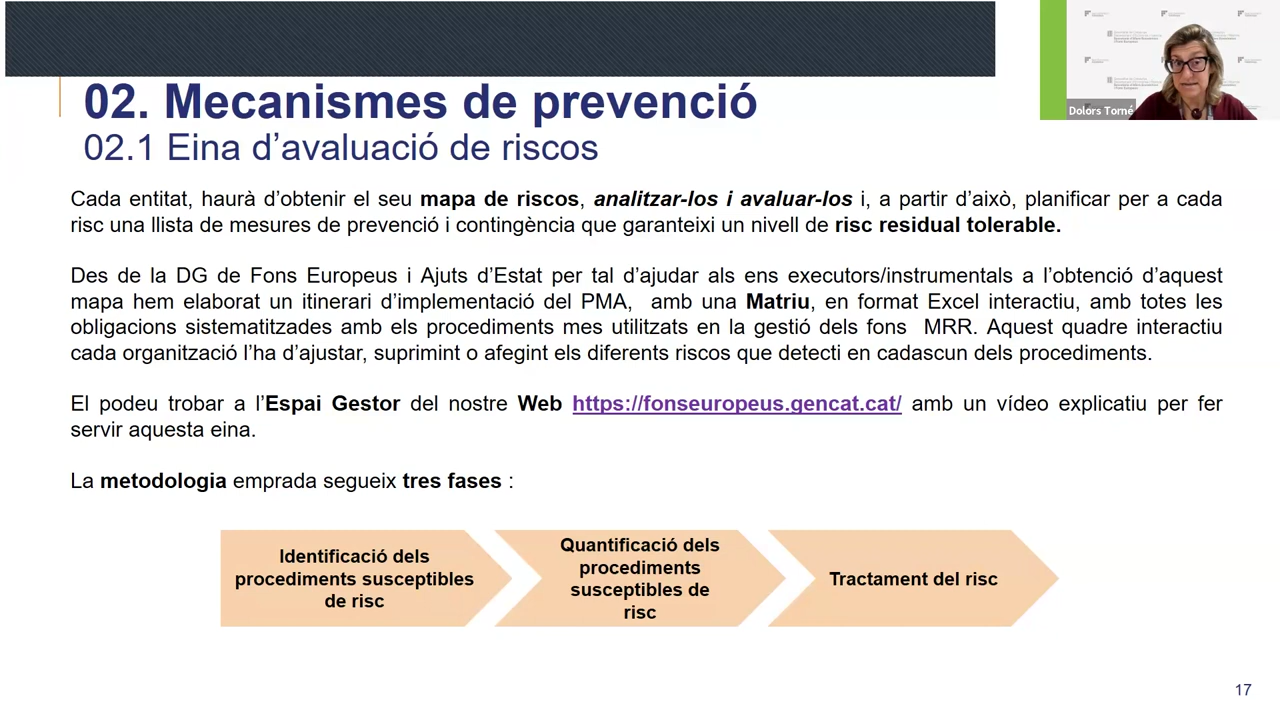 02. Mecanismes de prevenció
02.1 Eina d’avaluació de riscos
Cada entitat, haurà d’obtenir el seu mapa de riscos, analitzar-los i avaluar-los i, a partir d’això, planificar per a cada
risc una llista de mesures de prevenció i contingència que garanteixi un nivell de risc residual tolerable.
Des de la DG de Fons Europeus i Ajuts d’Estat per tal d’ajudar als ens executors/instrumentals a l’obtenció d’aquest
mapa hem elaborat un itinerari d’implementació del PMA, amb una Matriu, en format Excel interactiu, amb totes les
obligacions sistematitzades amb els procediments mes utilitzats en la gestió dels fons MRR. Aquest quadre interactiu
cada organització l’ha d’ajustar, suprimint o afegint els diferents riscos que detecti en cadascun dels procediments.
El podeu trobar a l’Espai Gestor del nostre Web https://fonseuropeus.gencat.cat/ amb un vídeo explicatiu per fer
servir aquesta eina.
La metodologia emprada segueix tres fases :
Identificació dels
procediments susceptibles
de risc
Quantificació dels
procediments
susceptibles de
risc
Tractament del risc
17
Dolors Torné